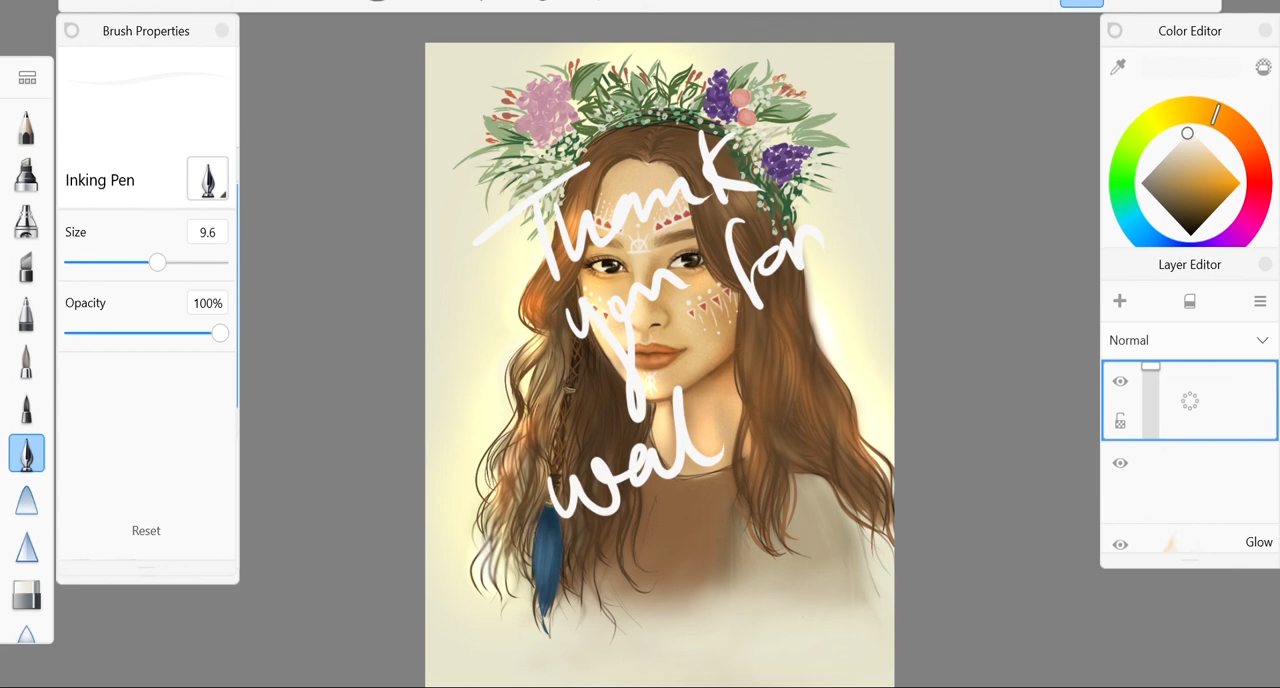 Brush Properties
Inking Pen
Size 9.6
Opacity 100%
Reset
Thank
you for
wal
Color Editor
Layer Editor
Normal
Glow